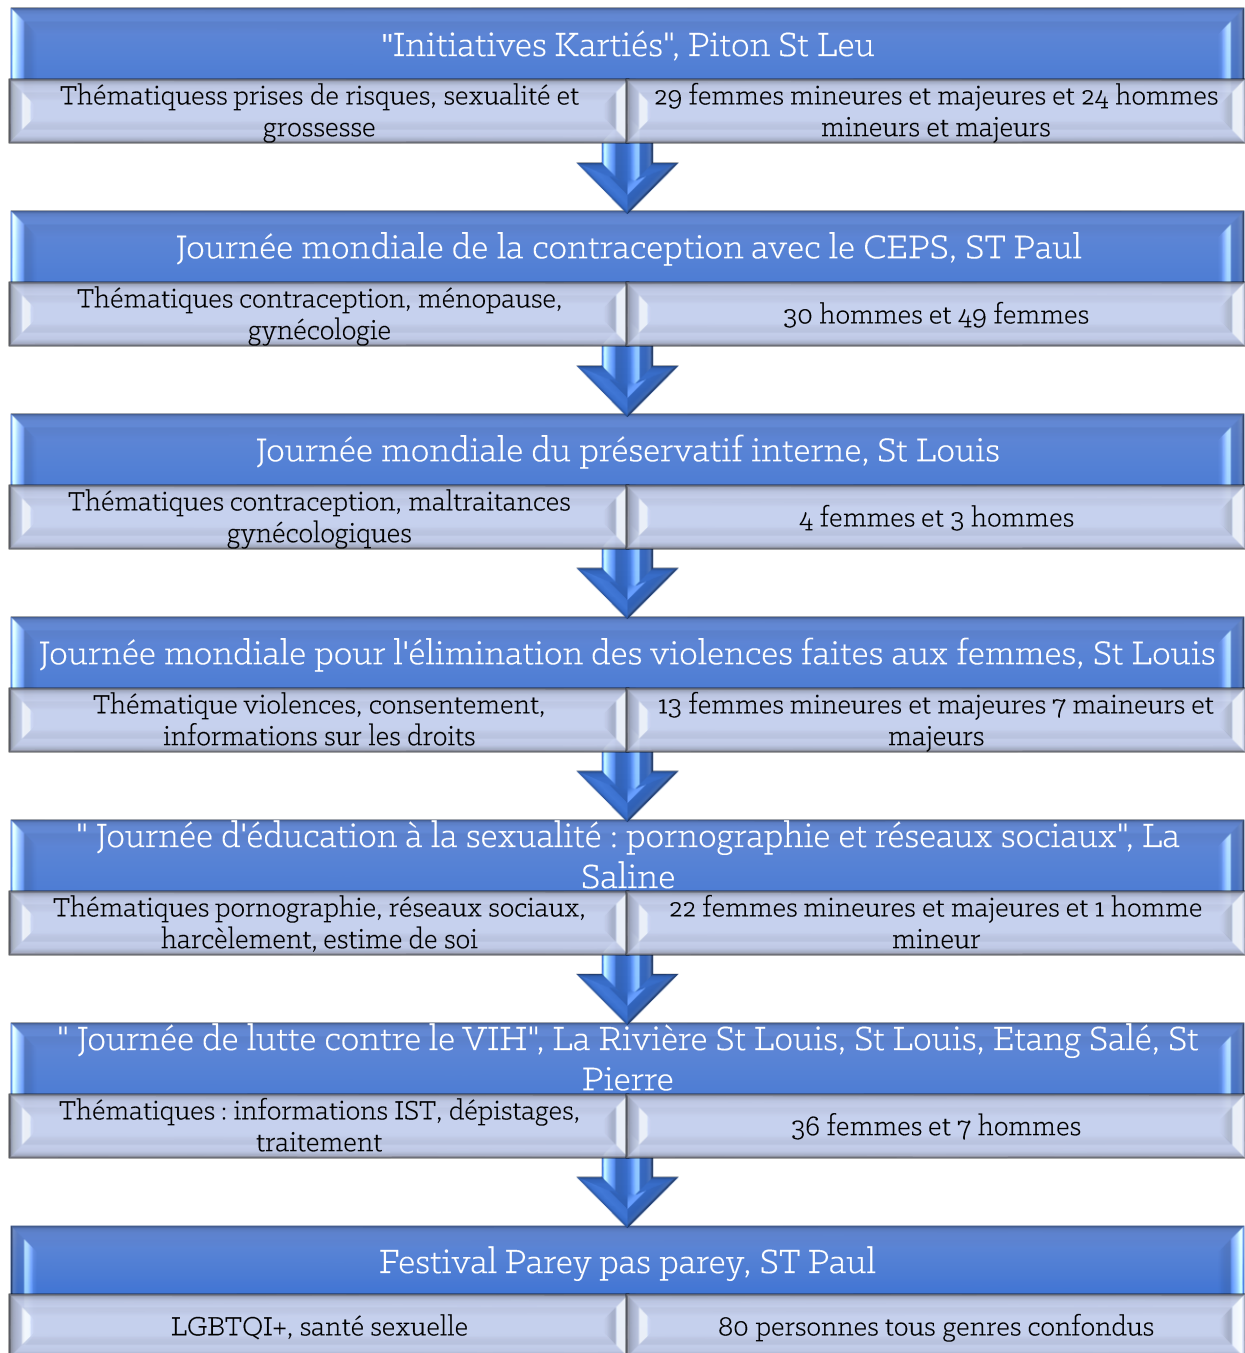 "Initiatives Kartiés", Piton St Leu
Thématiquess prises de risques, sexualité et
grossesse
29 femmes mineures et majeures et 24 hommes
mineurs et majeurs
Journée mondiale de la contraception avec le CEPS, ST Paul
Thématiques contraception, ménopause,
gynécologie
30 hommes et 49 femmes
Journée mondiale du préservatif interne, St Louis
Thématiques contraception, maltraitances
gynécologiques
4 femmes et 3 hommes
Journée mondiale pour l'élimination des violences faites aux femmes, St Louis
Thématique violences, consentement,
informations sur les droits
13 femmes mineures et majeures 7 maineurs et
majeurs
" Journée d'éducation à la sexualité : pornographie et réseaux sociaux", La
Saline
Thématiques pornographie, réseaux sociaux,
harcèlement, estime de soi
22 femmes mineures et majeures et 1 homme
mineur
" Journée de lutte contre le VIH", La Rivière St Louis, St Louis, Etang Salé, St
Pierre
Thématiques : informations IST, dépistages,
traitement
36 femmes et 7 hommes
Festival Parey pas parey, ST Paul
LGBTQI+, santé sexuelle
80 personnes tous genres confondus